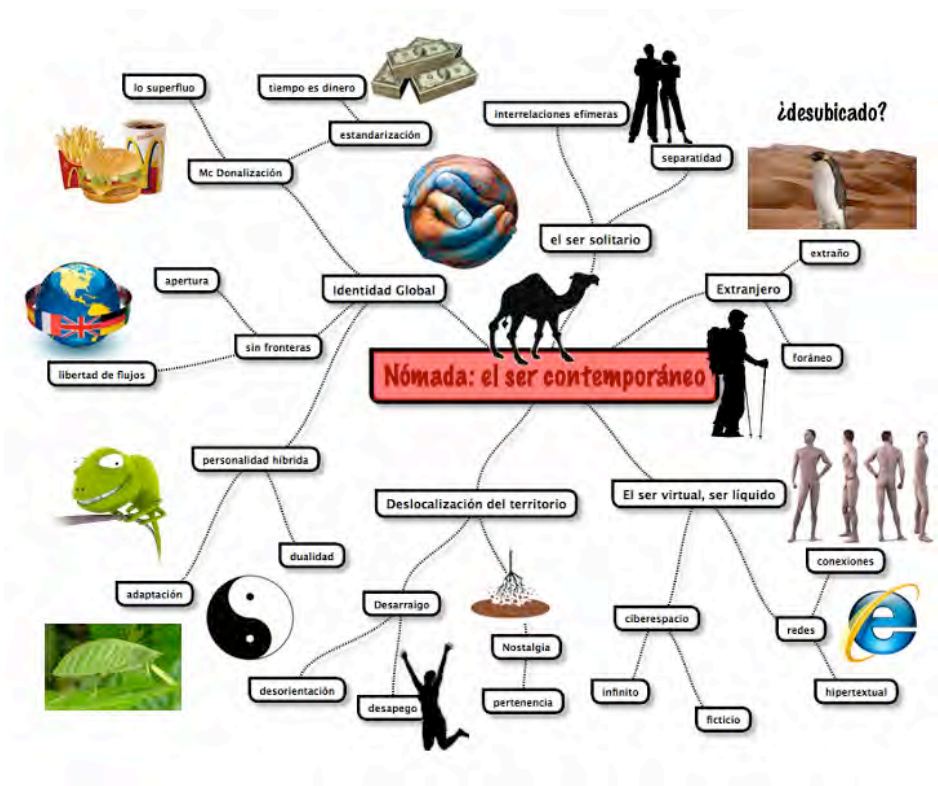 lo superfluo
tiempo es dinero
estandarización
Mc Donalización
interrelaciones efimeras
separatidad
¿desubicado?
el ser solitario
extraño
Extranjero
foráneo
Identidad Global
apertura
sin fronteras
libertad de flujos
Nómada: el ser contemporáneo
personalidad híbrida
dualidad
adaptación
Deslocalización del territorio
Desarraigo
desorientación
desapego
Nostalgia
pertenencia
El ser virtual, ser líquido
ciberespacio
infinito
ficticio
conexiones
redes
hipertextual